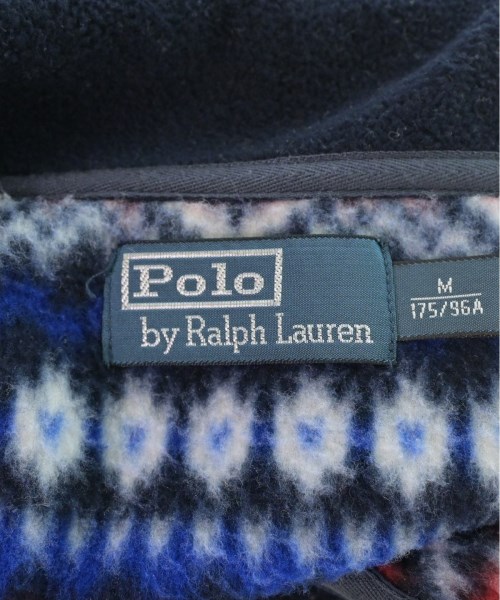 Polo
by Ralph Lauren
M
175/96A